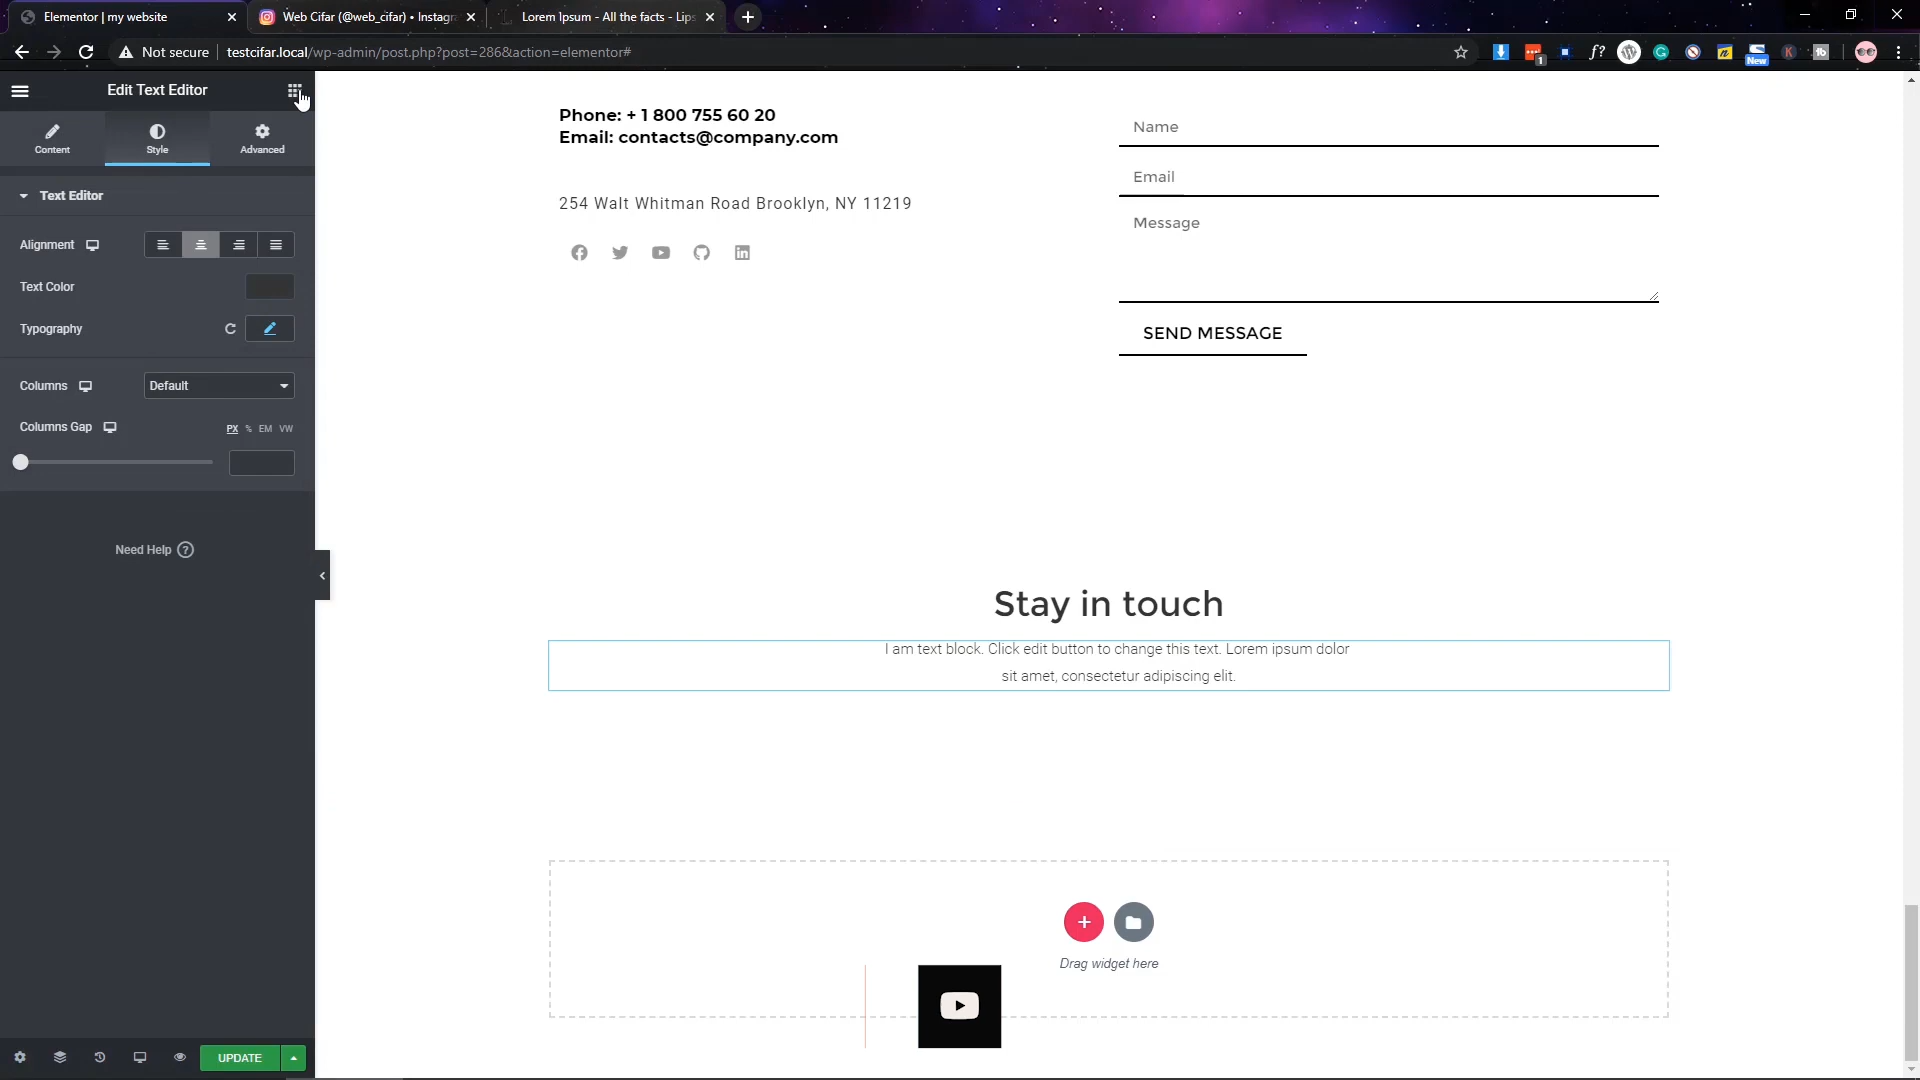 Elementor | my website
Web Cifar (@web_cifar) • Instagr
Lorem Ipsum - All the facts - Lips
Not secure
testcifar.local/wp-admin/post.php?post=286&action=elementor#
1
f?
New
Edit Text Editor
Content
Style
Advanced
Text Editor
Alignment
Text Color
Typography
Columns
Default
Columns Gap
PX % EM VW
Need Help ?
UPDATE
Phone: + 1 800 755 60 20
Email: contacts@company.com
254 Walt Whitman Road Brooklyn, NY 11219
Name
Email
Message
SEND MESSAGE
Stay in touch
I am text block. Click edit button to change this text. Lorem ipsum dolor
sit amet, consectetur adipiscing elit.
Drag widget here